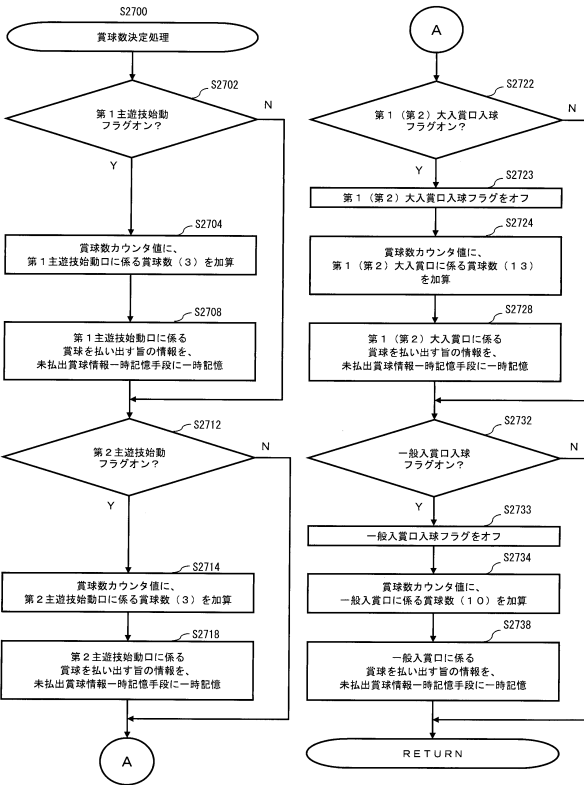 S2700
賞球数決定処理
S2702
第1主遊技始動
フラグオン？
N
Y
S2704
賞球数カウンタ値に、
第1主遊技始動口に係る賞球数（3）を加算
S2708
第1主遊技始動口に係る
賞球を払い出す旨の情報を、
未払出賞球情報一時記憶手段に一時記憶
S2712
第2主遊技始動
フラグオン？
N
Y
S2714
賞球数カウンタ値に、
第2主遊技始動口に係る賞球数（3）を加算
S2718
第2主遊技始動口に係る
賞球を払い出す旨の情報を、
未払出賞球情報一時記憶手段に一時記憶
A
A
S2722
第1（第2）大入賞口入球
フラグオン？
N
Y
S2723
第1（第2）大入賞口入球フラグをオフ
S2724
賞球数カウンタ値に、
第1（第2）大入賞口に係る賞球数（13）
を加算
S2728
第1（第2）大入賞口に係る
賞球を払い出す旨の情報を、
未払出賞球情報一時記憶手段に一時記憶
S2732
一般入賞口入球
フラグオン？
N
Y
S2733
一般入賞口入球フラグをオフ
S2734
賞球数カウンタ値に、
一般入賞口に係る賞球数（10）を加算
S2738
一般入賞口に係る
賞球を払い出す旨の情報を、
未払出賞球情報一時記憶手段に一時記憶
RETURN